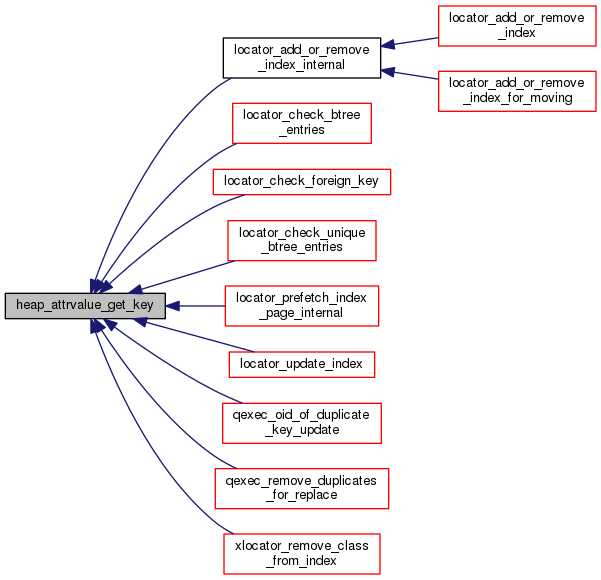 heap_attrvalue_get_key
locator_add_or_remove
_index_internal
locator_add_or_remove
_index
locator_add_or_remove
_index_for_moving
locator_check_btree
_entries
locator_check_foreign_key
locator_check_unique
_btree_entries
locator_prefetch_index
_page_internal
locator_update_index
qexec_oid_of_duplicate
_key_update
qexec_remove_duplicates
_for_replace
xlocator_remove_class
_from_index